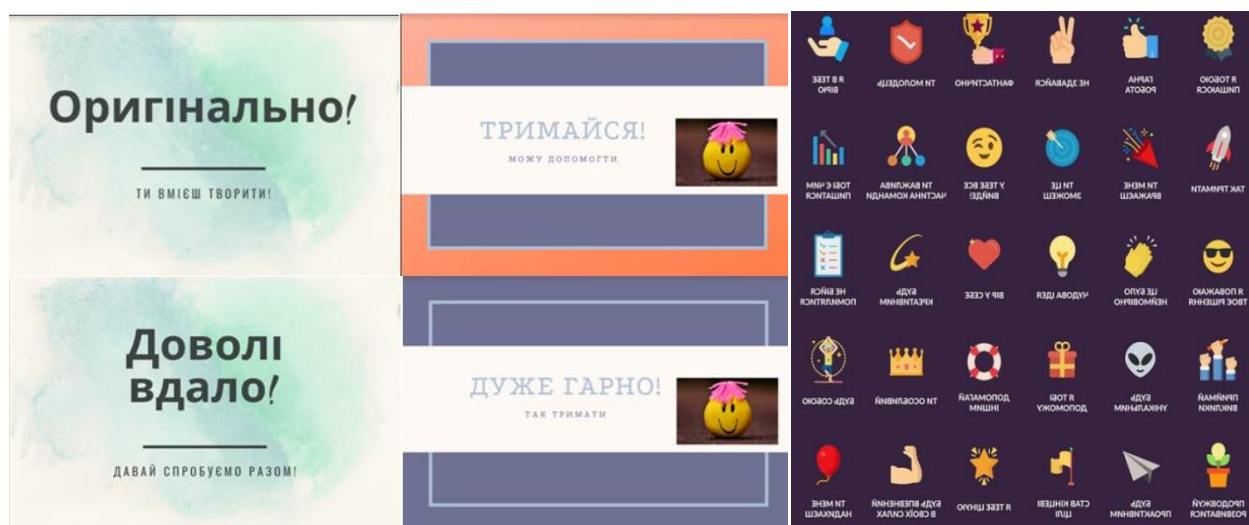 Оригінально!
ТИ ВМІЄШ ТВОРИТИ!
ТРИМАЙСЯ!
МОЖУ ДОПОМОГТИ
Доволі
вдало!
ДАВАЙ СПРОБУЄМО РАЗОМ!
ДУЖЕ ГАРНО!
ТАК ТРИМАТИ
Я В ТЕБЕ
ВІРЮ
ТИ МОЛОДЕЦЬ
ФАНТАСТИЧНО
НЕ ЗДАВАЙСЯ
ГАРНА
РОБОТА
Я ТОБОЮ
ПИШАЮСЯ
ТОБІ Є ЧИМ
ПИШАТИСЯ
ТИ ВАЖЛИВА
ЧАСТИНА КОМАНДИ
У ТЕБЕ ВСЕ
ВИЙДЕ!
ТИ ЦЕ
ЗМОЖЕШ
ТИ МЕНЕ
ВРАЖАЄШ
ТАК ТРИМАТИ
НЕ БІЙСЯ
ПОМИЛЯТИСЯ
БУДЬ
КРЕАТИВНИМ
ВІР У СЕБЕ
ЧУДОВА ІДЕЯ
ЦЕ БУЛО
НЕЙМОВІРНО
Я ПОВАЖАЮ
ТВОЄ РІШЕННЯ
БУДЬ СОБОЮ
ТИ ОСОБЛИВИЙ
ДОПОМАГАЙ
ІНШИМ
Я ТОБІ
ДОПОМОЖУ
БУДЬ
УНІКАЛЬНИМ
ПРИЙМАЙ
ВИКЛИКИ
ТИ МЕНЕ
НАДИХАЄШ
БУДЬ ВПЕВНЕНИЙ
В СВОЇХ СИЛАХ
Я ТЕБЕ ЦІНУЮ
СТАВ КІНЦЕВІ
ЦІЛІ
БУДЬ
ПРОАКТИВНИМ
ПРОДОВЖУЙ
РОЗВИВАТИСЯ